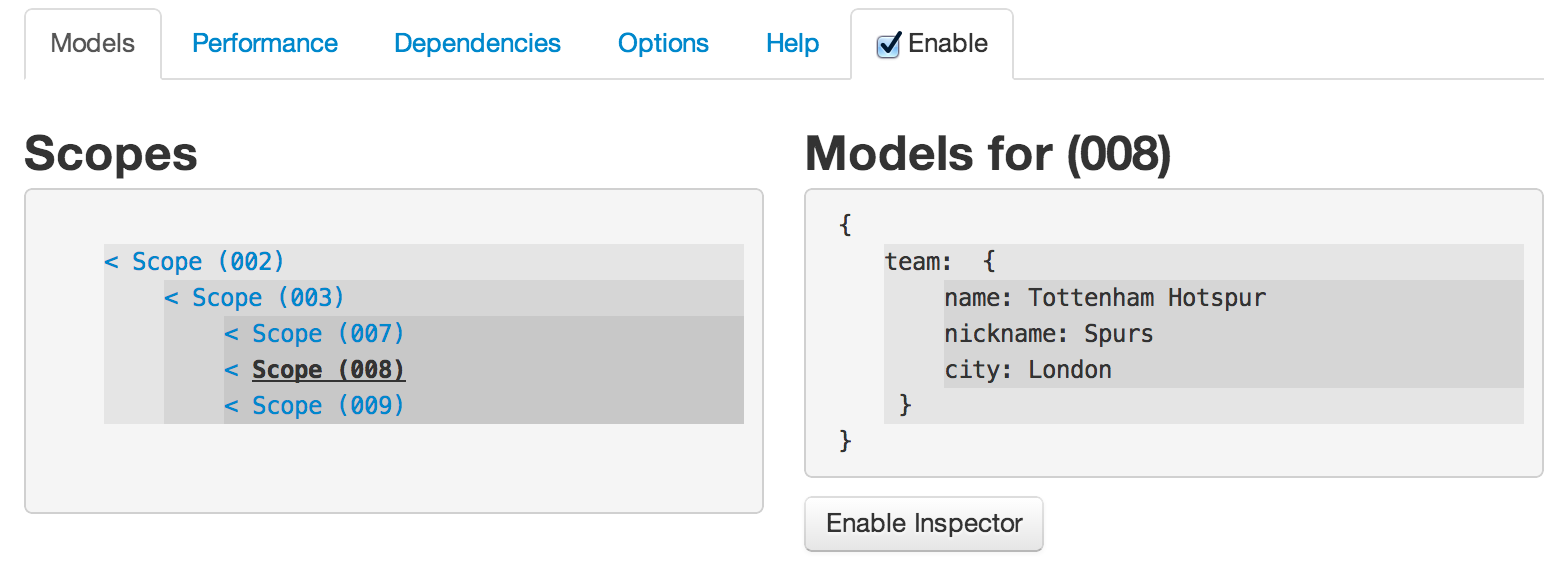 Models Performance Dependencies Options Help Enable
Scopes
< Scope (002)
< Scope (003)
< Scope (007)
< Scope (008)
< Scope (009)
Models for (008)
{
team: {
name: Tottenham Hotspur
nickname: Spurs
city: London
}
}
Enable Inspector